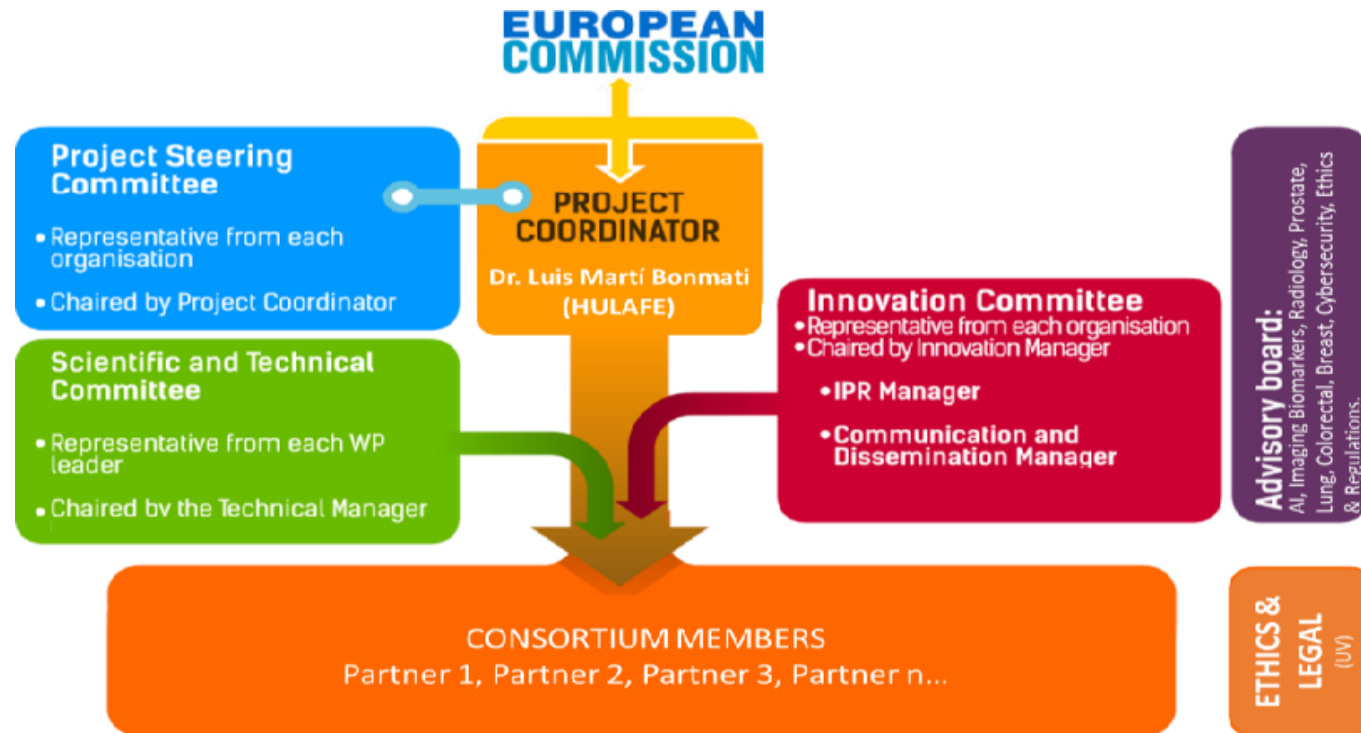 EUROPEAN
COMMISSION
Project Steering
Committee
• Representative from each
organisation
• Chaired by Project Coordinator
PROJECT
COORDINATOR
Dr. Luis Martí Bonmati
(HULAFE)
Scientific and Technical
Committee
• Representative from each WP
leader
• Chaired by the Technical Manager
Innovation Committee
• Representative from each organisation
• Chaired by Innovation Manager
• IPR Manager
• Communication and
Dissemination Manager
Advisory board:
AI, Imaging Biomarkers, Radiology, Prostate,
Lung, Colorectal, Breast, Cybersecurity, Ethics
& Regulations.
CONSORTIUM MEMBERS
Partner 1, Partner 2, Partner 3, Partner n...
ETHICS &
LEGAL
(UV)